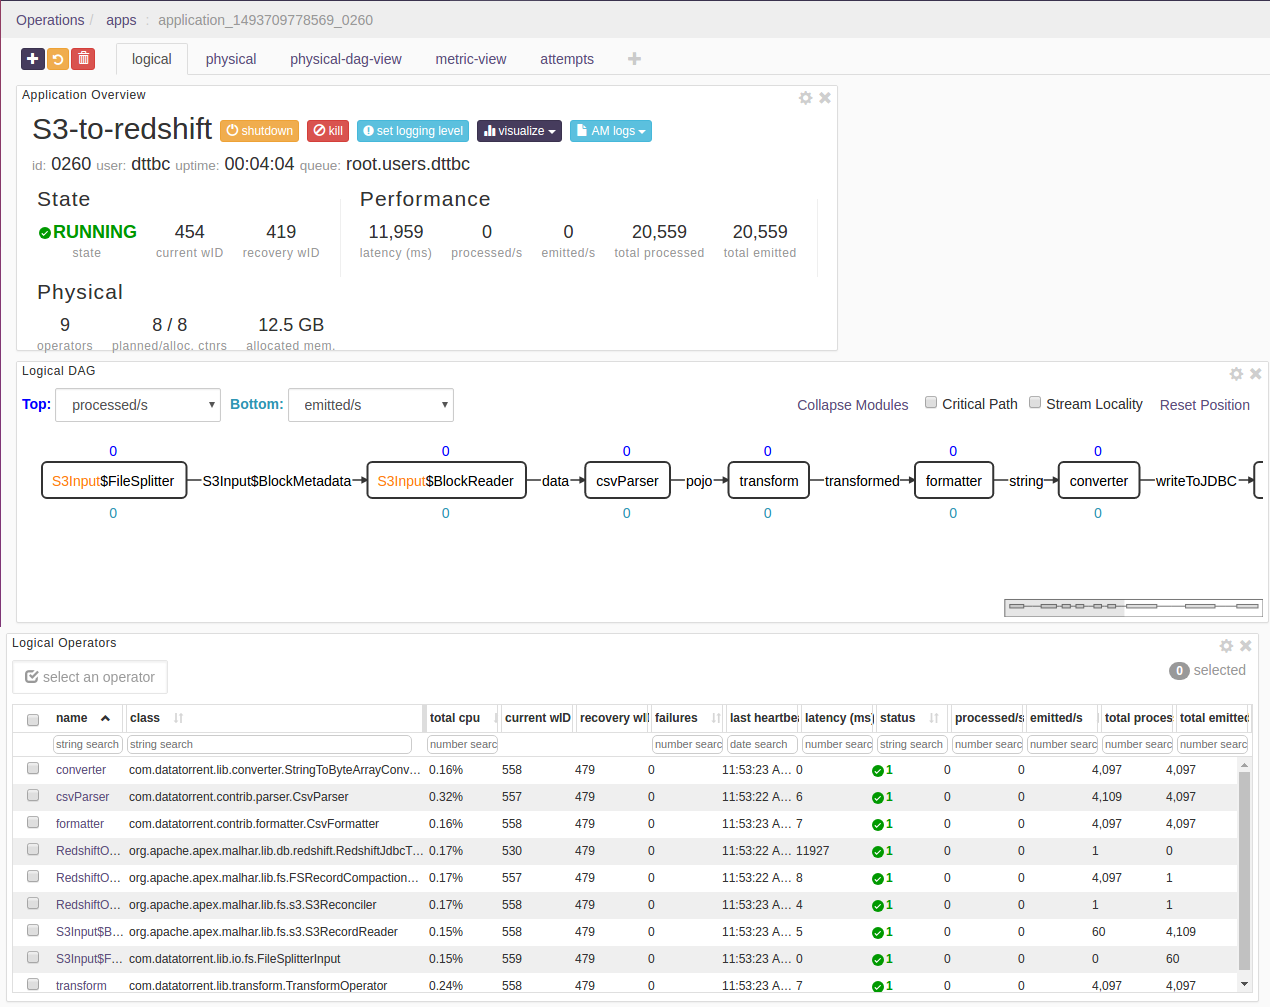 Operations / apps : application_1493709778569_0260
logical physical physical-dag-view metric-view attempts
Application Overview
S3-to-redshift shutdown kill set logging level visualize AM logs
id: 0260 user: dttbc uptime: 00:04:04 queue: root.users.dttbc
State Performance
RUNNING 454 419 11,959 0 0 20,559 20,559
state current wID recovery wID latency (ms) processed/s emitted/s total processed total emitted
Physical
9 8 / 8 12.5 GB
operators planned/alloc. ctnrs allocated mem.
Logical DAG
Top: processed/s Bottom: emitted/s Collapse Modules Critical Path Stream Locality Reset Position
0 0 0 0 0 0
S3Input$FileSplitter S3Input$BlockMetadata S3Input$BlockReader data csvParser pojo transform transformed formatter string converter writeToJDBC
0 0 0 0 0 0
Logical Operators
select an operator 0 selected
name class total cpu current wID recovery wI failures last heartbea latency (ms) status processed/s emitted/s total proces total emitted
string search string search number searc number searc date search number searc string search number searc number searc number searc number searc
converter com.datatorrent.lib.converter.StringToByteArrayConv... 0.16% 558 479 0 11:53:23 A... 0 1 0 0 4,097 4,097
csvParser com.datatorrent.contrib.parser.CsvParser 0.32% 557 479 0 11:53:22 A... 6 1 0 0 4,109 4,097
formatter com.datatorrent.contrib.formatter.CsvFormatter 0.16% 558 479 0 11:53:23 A... 7 1 0 0 4,097 4,097
RedshiftO... org.apache.apex.malhar.lib.db.redshift.RedshiftJdbcT... 0.17% 530 479 0 11:53:22 A... 11927 1 0 0 1 0
RedshiftO... org.apache.apex.malhar.lib.fs.FSRecordCompaction... 0.17% 557 479 0 11:53:22 A... 8 1 0 0 4,097 1
RedshiftO... org.apache.apex.malhar.lib.fs.s3.S3Reconciler 0.17% 558 479 0 11:53:23 A... 4 1 0 0 1 1
S3Input$B... org.apache.apex.malhar.lib.fs.s3.S3RecordReader 0.15% 558 479 0 11:53:23 A... 5 1 0 0 60 4,109
S3Input$F... com.datatorrent.lib.io.fs.FileSplitterInput 0.15% 559 479 0 11:53:23 A... 0 1 0 0 0 60
transform com.datatorrent.lib.transform.TransformOperator 0.24% 558 479 0 11:53:23 A... 7 1 0 0 4,097 4,097